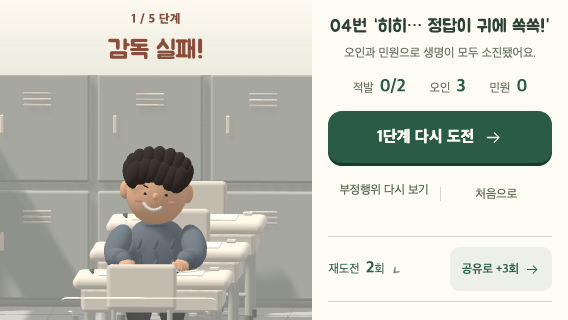 1 / 5 단계
감독 실패!
04번 ‘히히… 정답이 귀에 쏙쏙!’
오인과 민원으로 생명이 모두 소진됐어요.
적발 0/2 오인 3 민원 0
1단계 다시 도전 →
부정행위 다시 보기 처음으로
재도전 2회
공유로 +3회 →